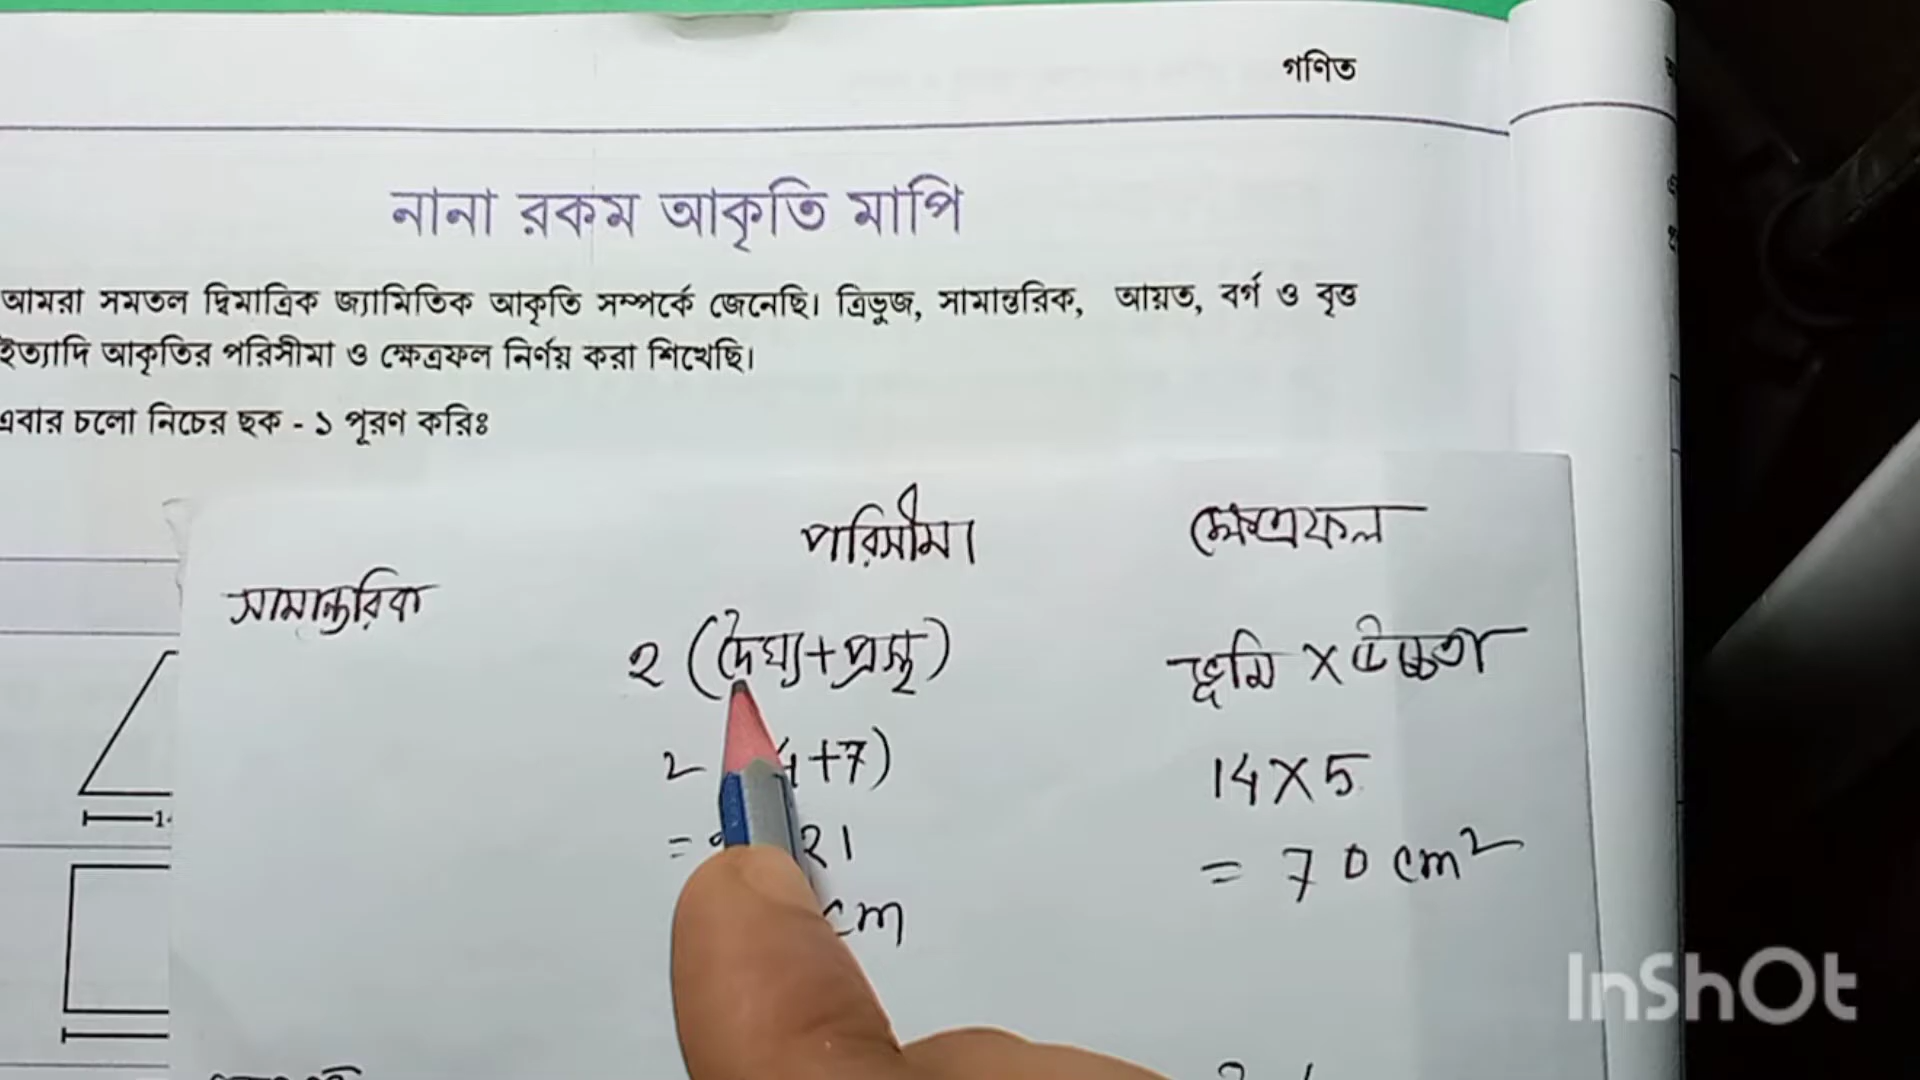 গণিত
নানা রকম আকৃতি মাপি
আমরা সমতল দ্বিমাত্রিক জ্যামিতিক আকৃতি সম্পর্কে জেনেছি। ত্রিভুজ, সামান্তরিক, আয়ত, বর্গ ও বৃত্ত
ইত্যাদি আকৃতির পরিসীমা ও ক্ষেত্রফল নির্ণয় করা শিখেছি।
এবার চলো নিচের ছক - ১ পূরণ করিঃ
পরিসীমা ক্ষেত্রফল
সামান্তরিক
২ (দৈঘ্য+প্রস্থ) ভূমি × উচ্চতা
2 4+7) 14×5
= 21 = 70 cm²
cm
InShOt